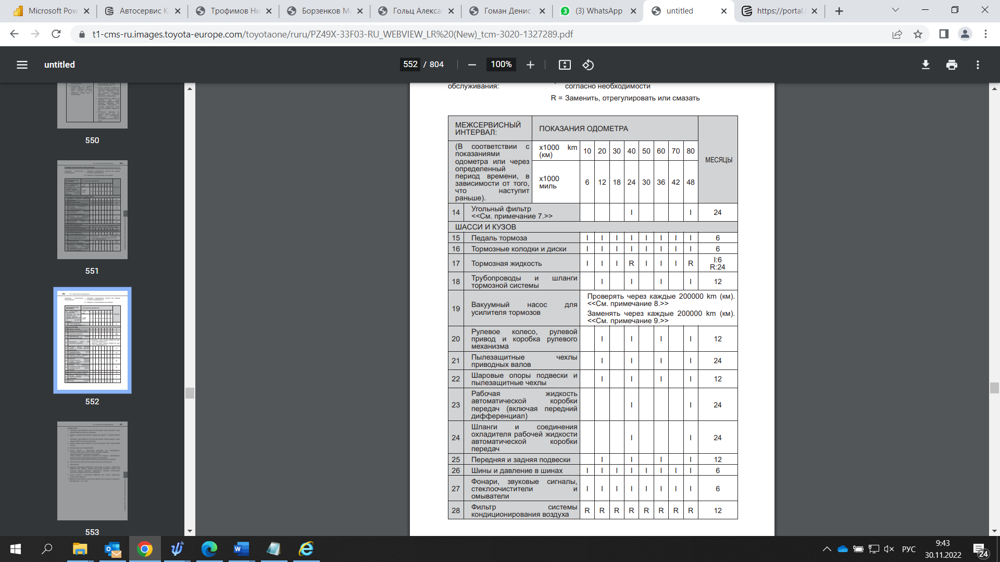 Microsoft Pow
Автосервис К
Трофимов Ни
Борзенков Ма
Гольц Алекса
Гоман Денис
(3) WhatsApp
untitled
https://portal.
t1-cms-ru.images.toyota-europe.com/toyotaone/ruru/PZ49X-33F03-RU_WEBVIEW_LR%20(New)_tcm-3020-1327289.pdf
untitled
552 / 804
100%
550
551
552
553
обслуживания: согласно необходимости
R = Заменить, отрегулировать или смазать
МЕЖСЕРВИСНЫЙ
ИНТЕРВАЛ:
ПОКАЗАНИЯ ОДОМЕТРА
МЕСЯЦЫ
(В соответствии с
показаниями
одометра или через
определенный
период времени, в
зависимости от того,
что наступит
раньше).
x1000 km
(км)
10 20 30 40 50 60 70 80
x1000
миль
6 12 18 24 30 36 42 48
14 Угольный фильтр
<<См. примечание 7.>>
I I 24
ШАССИ И КУЗОВ
15 Педаль тормоза I I I I I I I I 6
16 Тормозные колодки и диски I I I I I I I I 6
17 Тормозная жидкость I I I R I I I R I:6
R:24
18 Трубопроводы и шланги
тормозной системы
I I I I 12
19 Вакуумный насос для
усилителя тормозов
Проверять через каждые 200000 km (км).
<<См. примечание 8.>>
Заменять через каждые 200000 km (км).
<<См. примечание 9.>>
20 Рулевое колесо, рулевой
привод и коробка рулевого
механизма
I I I I 12
21 Пылезащитные чехлы
приводных валов
I I I I 24
22 Шаровые опоры подвески и
пылезащитные чехлы
I I I I 12
23 Рабочая жидкость
автоматической коробки
передач (включая передний
дифференциал)
I I 24
24 Шланги и соединения
охладителя рабочей жидкости
автоматической коробки
передач
I I 24
25 Передняя и задняя подвески I I I I 12
26 Шины и давление в шинах I I I I I I I I 6
27 Фонари, звуковые сигналы,
стеклоочистители и
омыватели
I I I I I I I I 6
28 Фильтр системы
кондиционирования воздуха
R R R R R R R R 12
РУС
9:43
30.11.2022
24